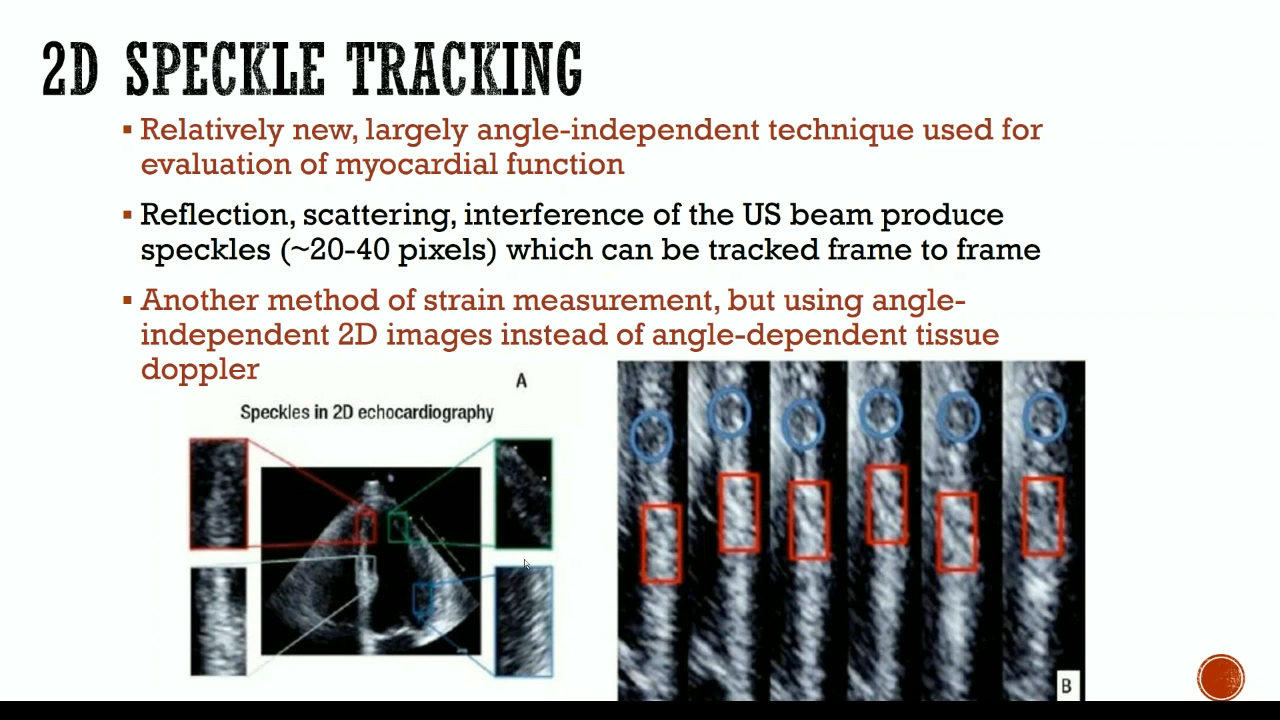 2D SPECKLE TRACKING
▪ Relatively new, largely angle-independent technique used for
evaluation of myocardial function
▪ Reflection, scattering, interference of the US beam produce
speckles (~20-40 pixels) which can be tracked frame to frame
▪ Another method of strain measurement, but using angle-
independent 2D images instead of angle-dependent tissue
doppler
A
Speckles in 2D echocardiography
B